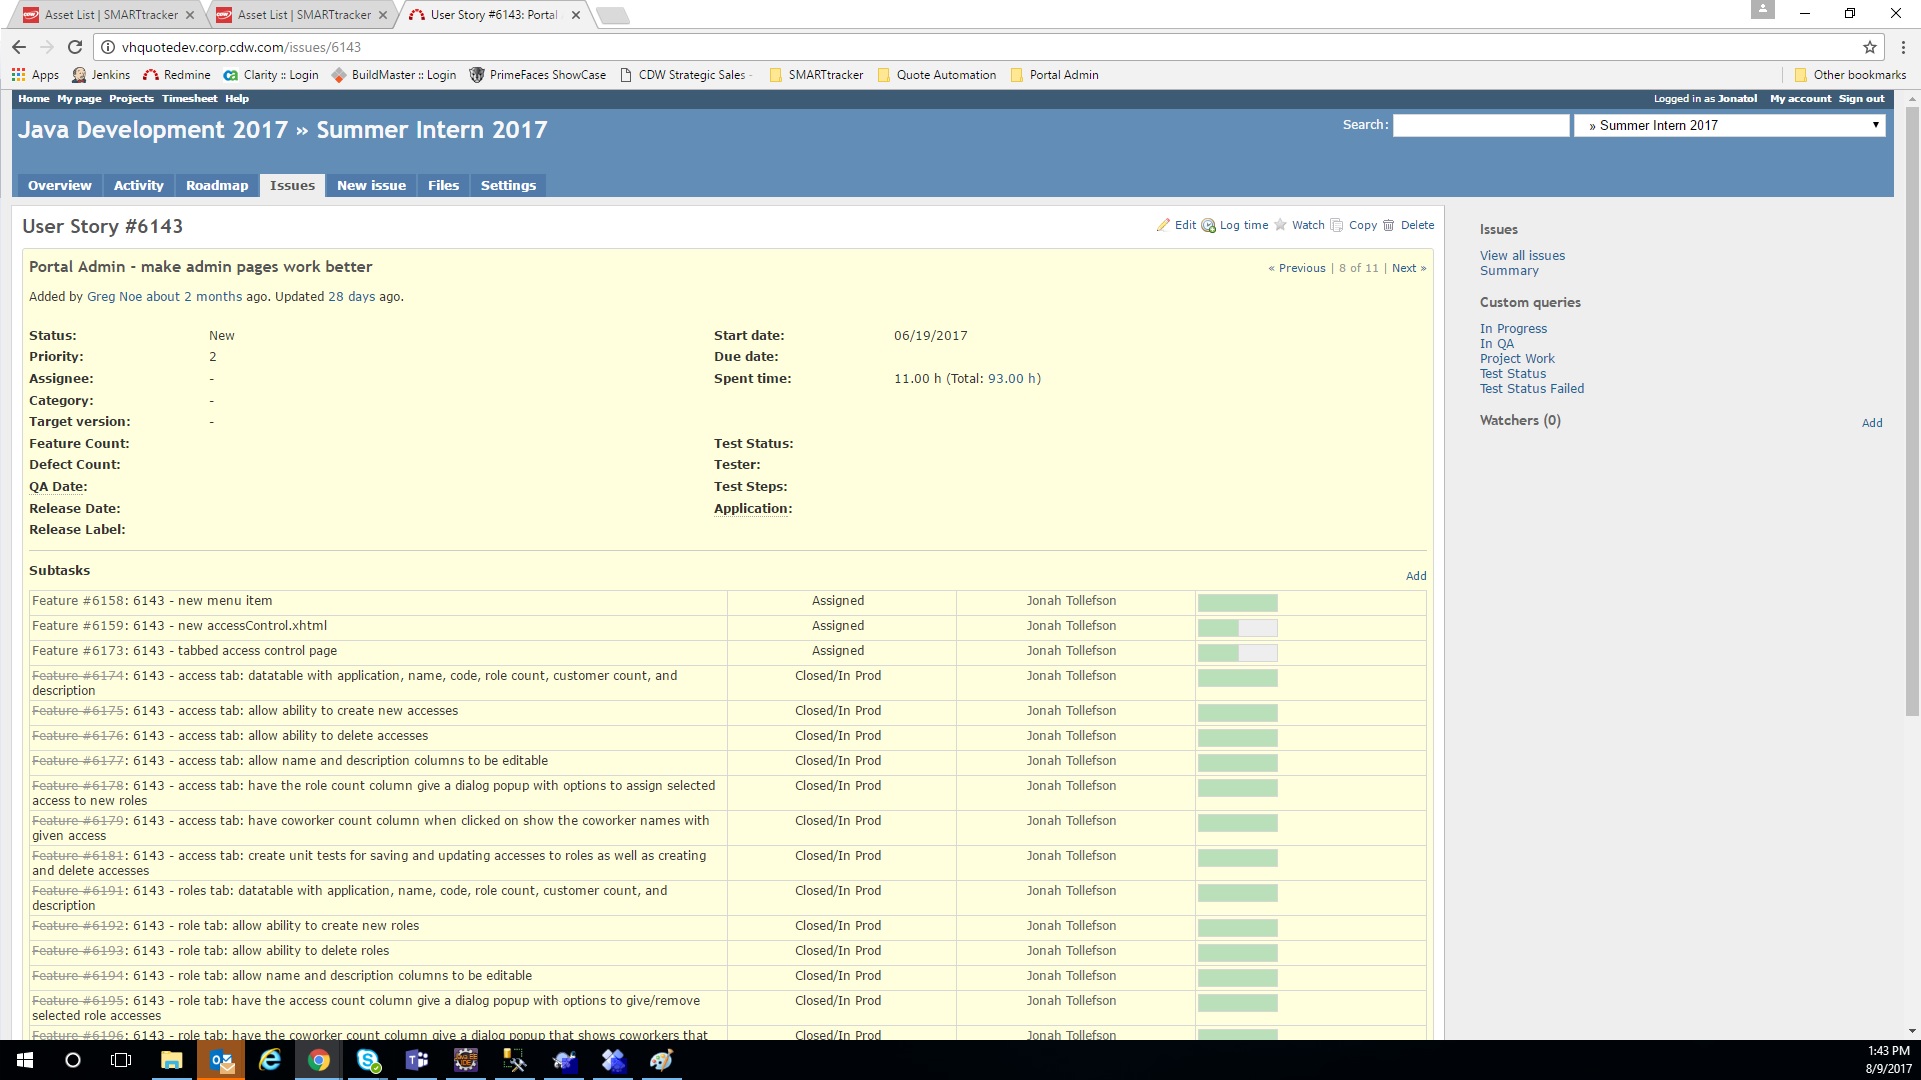 Asset List | SMARTtracker
Asset List | SMARTtracker
User Story #6143: Portal
vhquotedev.corp.cdw.com/issues/6143
Apps Jenkins Redmine Clarity :: Login BuildMaster :: Login PrimeFaces ShowCase CDW Strategic Sales - SMARTtracker Quote Automation Portal Admin Other bookmarks
Home My page Projects Timesheet Help Logged in as Jonatol My account Sign out
Java Development 2017 » Summer Intern 2017
Search: » Summer Intern 2017
Overview Activity Roadmap Issues New issue Files Settings
User Story #6143
Edit Log time Watch Copy Delete
Portal Admin - make admin pages work better
« Previous | 8 of 11 | Next »
Added by Greg Noe about 2 months ago. Updated 28 days ago.
Status: New Start date: 06/19/2017
Priority: 2 Due date:
Assignee: - Spent time: 11.00 h (Total: 93.00 h)
Category: -
Target version: -
Feature Count: Test Status:
Defect Count: Tester:
QA Date: Test Steps:
Release Date: Application:
Release Label:
Subtasks
Add
Feature #6158: 6143 - new menu item Assigned Jonah Tollefson
Feature #6159: 6143 - new accessControl.xhtml Assigned Jonah Tollefson
Feature #6173: 6143 - tabbed access control page Assigned Jonah Tollefson
Feature #6174: 6143 - access tab: datatable with application, name, code, role count, customer count, and Closed/In Prod Jonah Tollefson
description
Feature #6175: 6143 - access tab: allow ability to create new accesses Closed/In Prod Jonah Tollefson
Feature #6176: 6143 - access tab: allow ability to delete accesses Closed/In Prod Jonah Tollefson
Feature #6177: 6143 - access tab: allow name and description columns to be editable Closed/In Prod Jonah Tollefson
Feature #6178: 6143 - access tab: have the role count column give a dialog popup with options to assign selected Closed/In Prod Jonah Tollefson
access to new roles
Feature #6179: 6143 - access tab: have coworker count column when clicked on show the coworker names with Closed/In Prod Jonah Tollefson
given access
Feature #6181: 6143 - access tab: create unit tests for saving and updating accesses to roles as well as creating Closed/In Prod Jonah Tollefson
and delete accesses
Feature #6191: 6143 - roles tab: datatable with application, name, code, role count, customer count, and Closed/In Prod Jonah Tollefson
description
Feature #6192: 6143 - role tab: allow ability to create new roles Closed/In Prod Jonah Tollefson
Feature #6193: 6143 - role tab: allow ability to delete roles Closed/In Prod Jonah Tollefson
Feature #6194: 6143 - role tab: allow name and description columns to be editable Closed/In Prod Jonah Tollefson
Feature #6195: 6143 - role tab: have the access count column give a dialog popup with options to give/remove Closed/In Prod Jonah Tollefson
selected role accesses
Feature #6196: 6143 - role tab: have the coworker count column give a dialog popup that shows coworkers that Closed/In Prod Jonah Tollefson
Issues
View all issues
Summary
Custom queries
In Progress
In QA
Project Work
Test Status
Test Status Failed
Watchers (0) Add
1:43 PM
8/9/2017